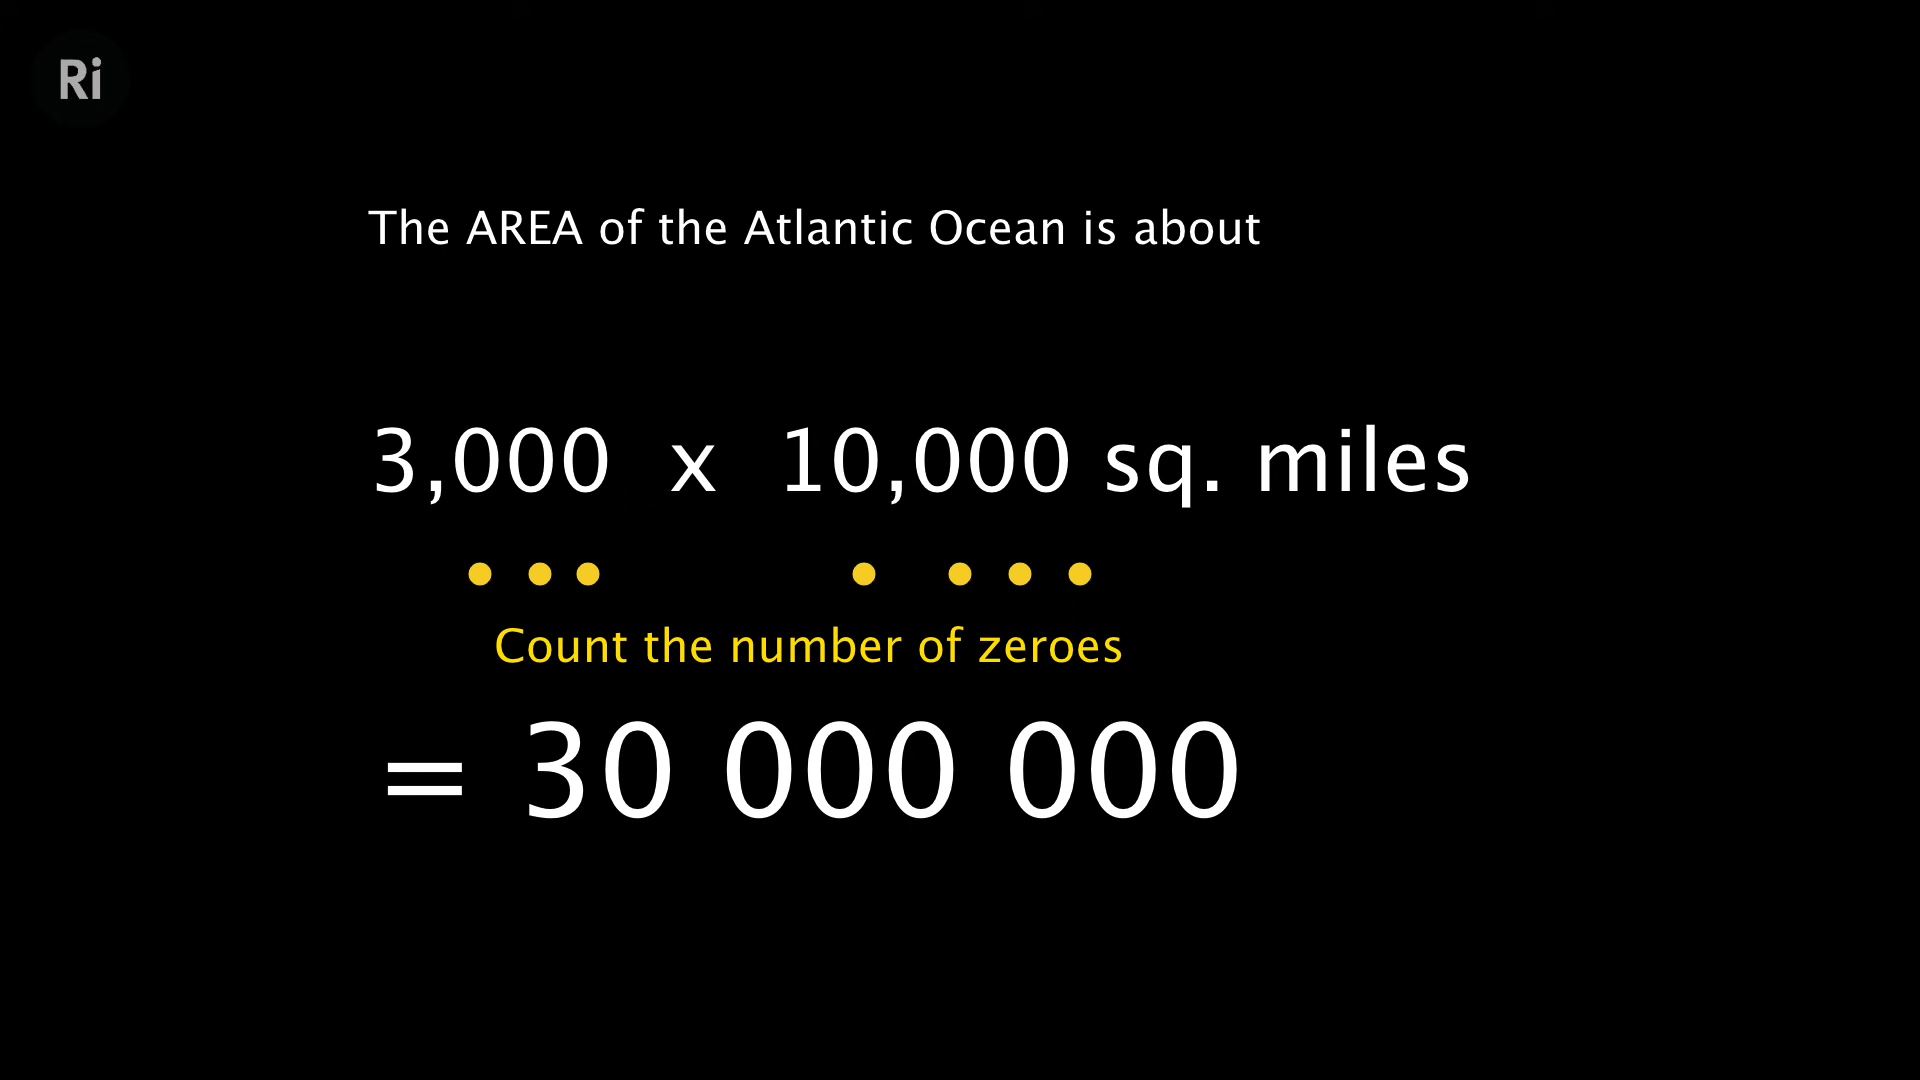 Ri
The AREA of the Atlantic Ocean is about
3,000 x 10,000 sq. miles
Count the number of zeroes
= 30 000 000